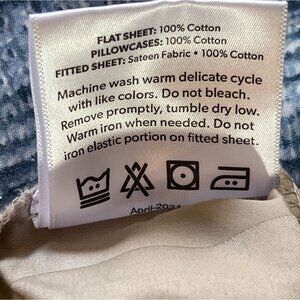 FLAT SHEET: 100% Cotton
PILLOWCASES: 100% Cotton
FITTED SHEET: Sateen Fabric • 100% Cotton
Machine wash warm delicate cycle
with like colors. Do not bleach.
Remove promptly, tumble dry low.
Warm iron when needed. Do not
iron elastic portion on fitted sheet.
April-